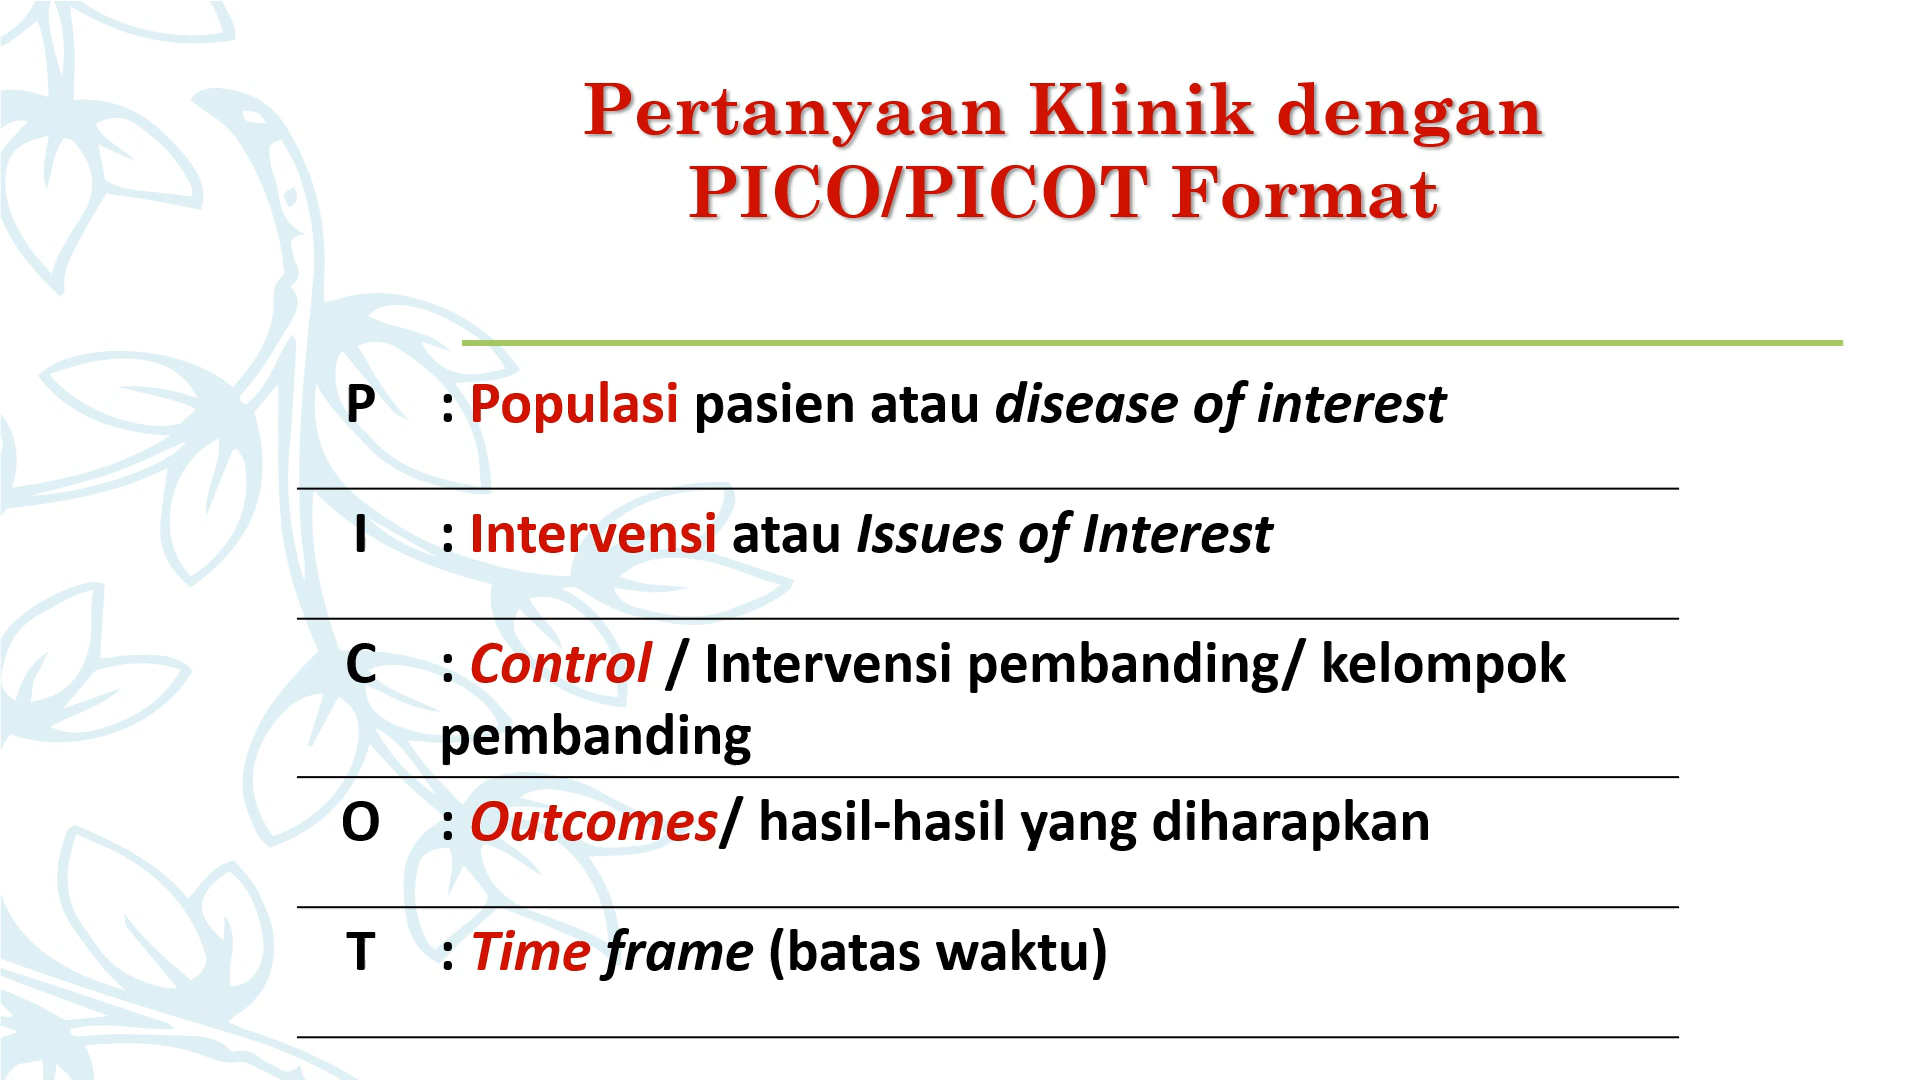 Pertanyaan Klinik dengan
PICO/PICOT Format
P : Populasi pasien atau disease of interest
I : Intervensi atau Issues of Interest
C : Control / Intervensi pembanding/ kelompok
pembanding
O : Outcomes/ hasil-hasil yang diharapkan
T : Time frame (batas waktu)